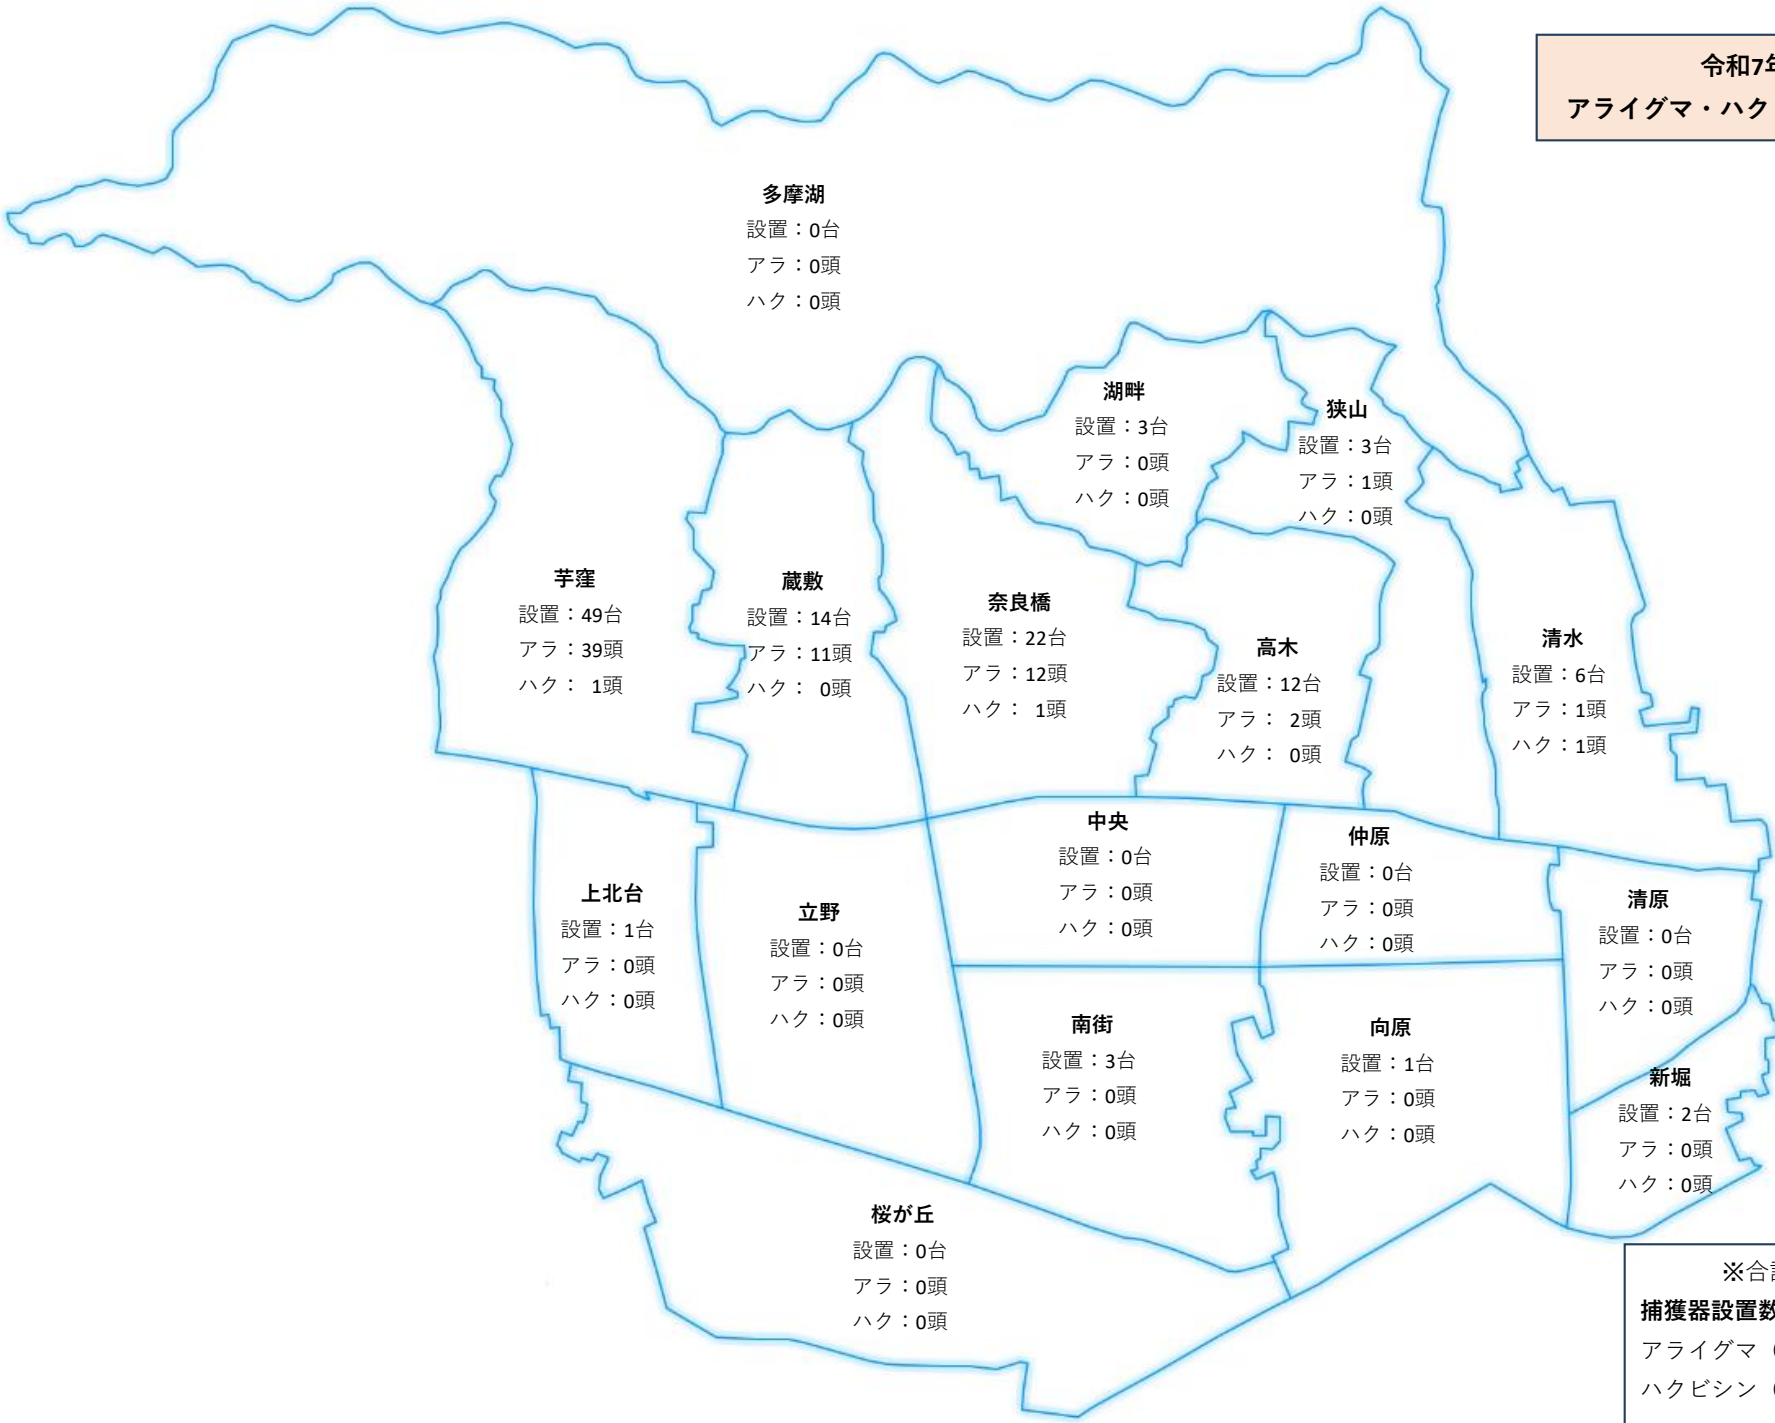 令和7年
アライグマ・ハク
多摩湖
設置：0台
アラ：0頭
ハク：0頭
湖畔
設置：3台
アラ：0頭
ハク：0頭
狭山
設置：3台
アラ：1頭
ハク：0頭
芋窪
設置：49台
アラ：39頭
ハク： 1頭
蔵敷
設置：14台
アラ：11頭
ハク： 0頭
奈良橋
設置：22台
アラ：12頭
ハク： 1頭
高木
設置：12台
アラ： 2頭
ハク： 0頭
清水
設置：6台
アラ：1頭
ハク：1頭
中央
設置：0台
アラ：0頭
ハク：0頭
仲原
設置：0台
アラ：0頭
ハク：0頭
上北台
設置：1台
アラ：0頭
ハク：0頭
立野
設置：0台
アラ：0頭
ハク：0頭
清原
設置：0台
アラ：0頭
ハク：0頭
南街
設置：3台
アラ：0頭
ハク：0頭
向原
設置：1台
アラ：0頭
ハク：0頭
新堀
設置：2台
アラ：0頭
ハク：0頭
桜が丘
設置：0台
アラ：0頭
ハク：0頭
※合
捕獲器設置数
アライグマ（
ハクビシン（